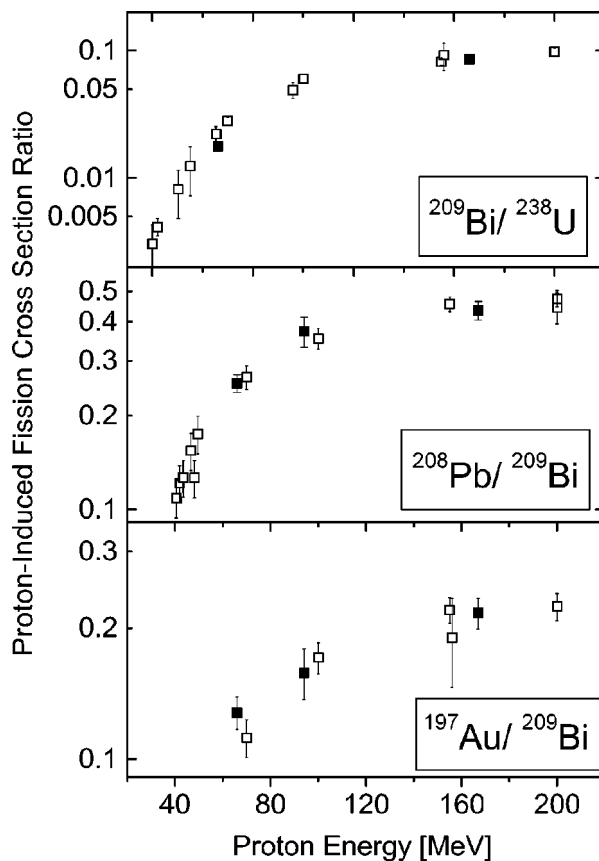 Proton-Induced Fission Cross Section Ratio
0.1
0.05
0.01
0.005
²⁰⁹Bi/ ²³⁸U
0.5
0.4
0.3
0.2
0.1
²⁰⁸Pb/ ²⁰⁹Bi
0.3
0.2
0.1
¹⁹⁷Au/ ²⁰⁹Bi
40 80 120 160 200
Proton Energy [MeV]